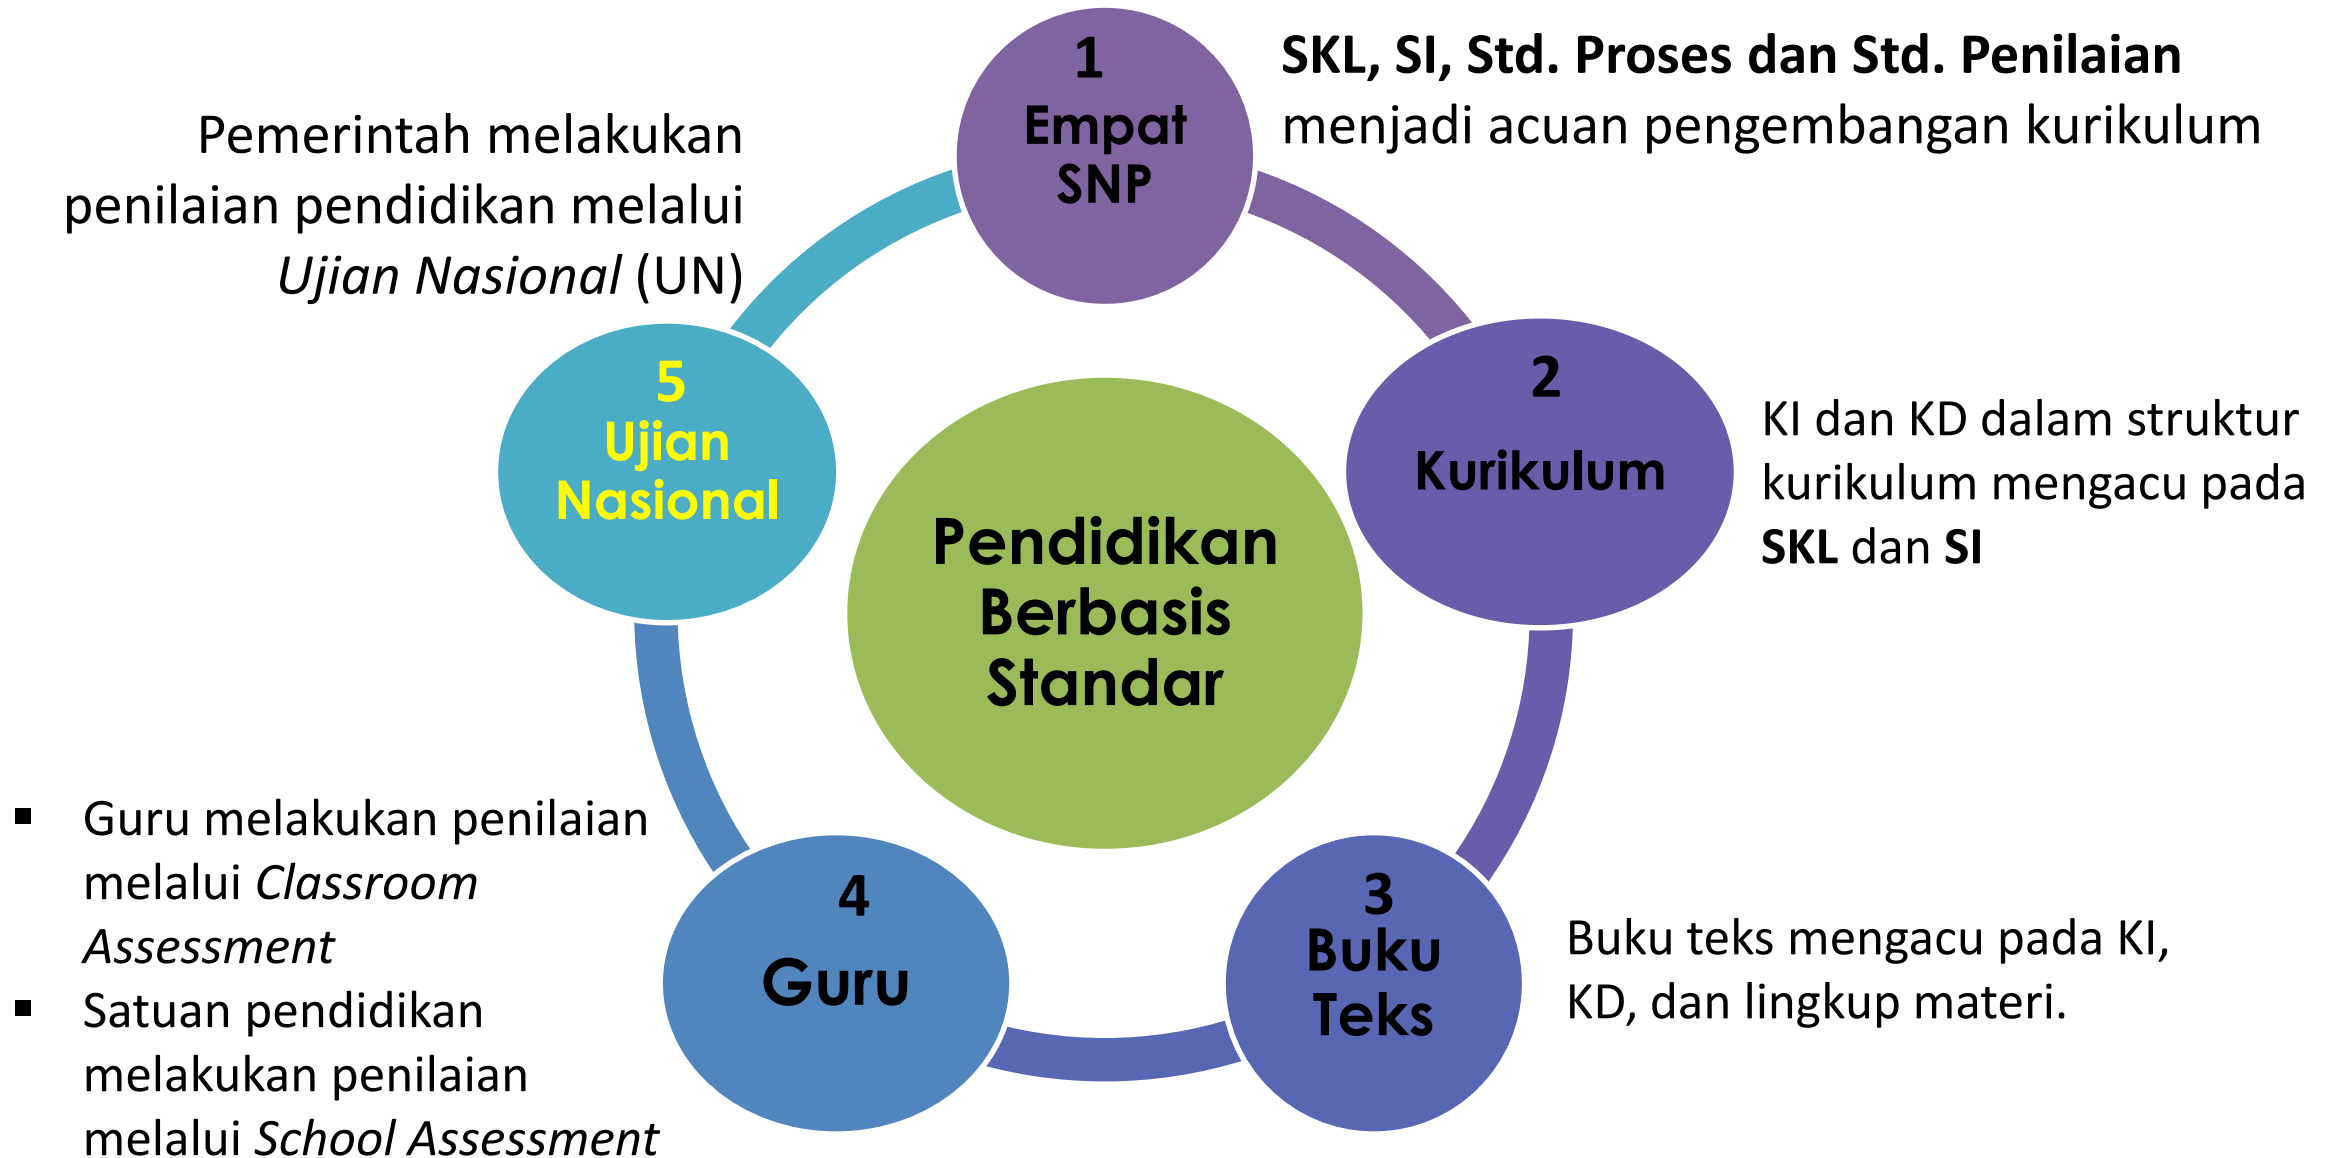 1
Empat
SNP
SKL, SI, Std. Proses dan Std. Penilaian
menjadi acuan pengembangan kurikulum
2
Kurikulum
KI dan KD dalam struktur
kurikulum mengacu pada
SKL dan SI
3
Buku
Teks
Buku teks mengacu pada KI,
KD, dan lingkup materi.
4
Guru
▪ Guru melakukan penilaian
melalui Classroom
Assessment
▪ Satuan pendidikan
melakukan penilaian
melalui School Assessment
5
Ujian
Nasional
Pemerintah melakukan
penilaian pendidikan melalui
Ujian Nasional (UN)
Pendidikan
Berbasis
Standar